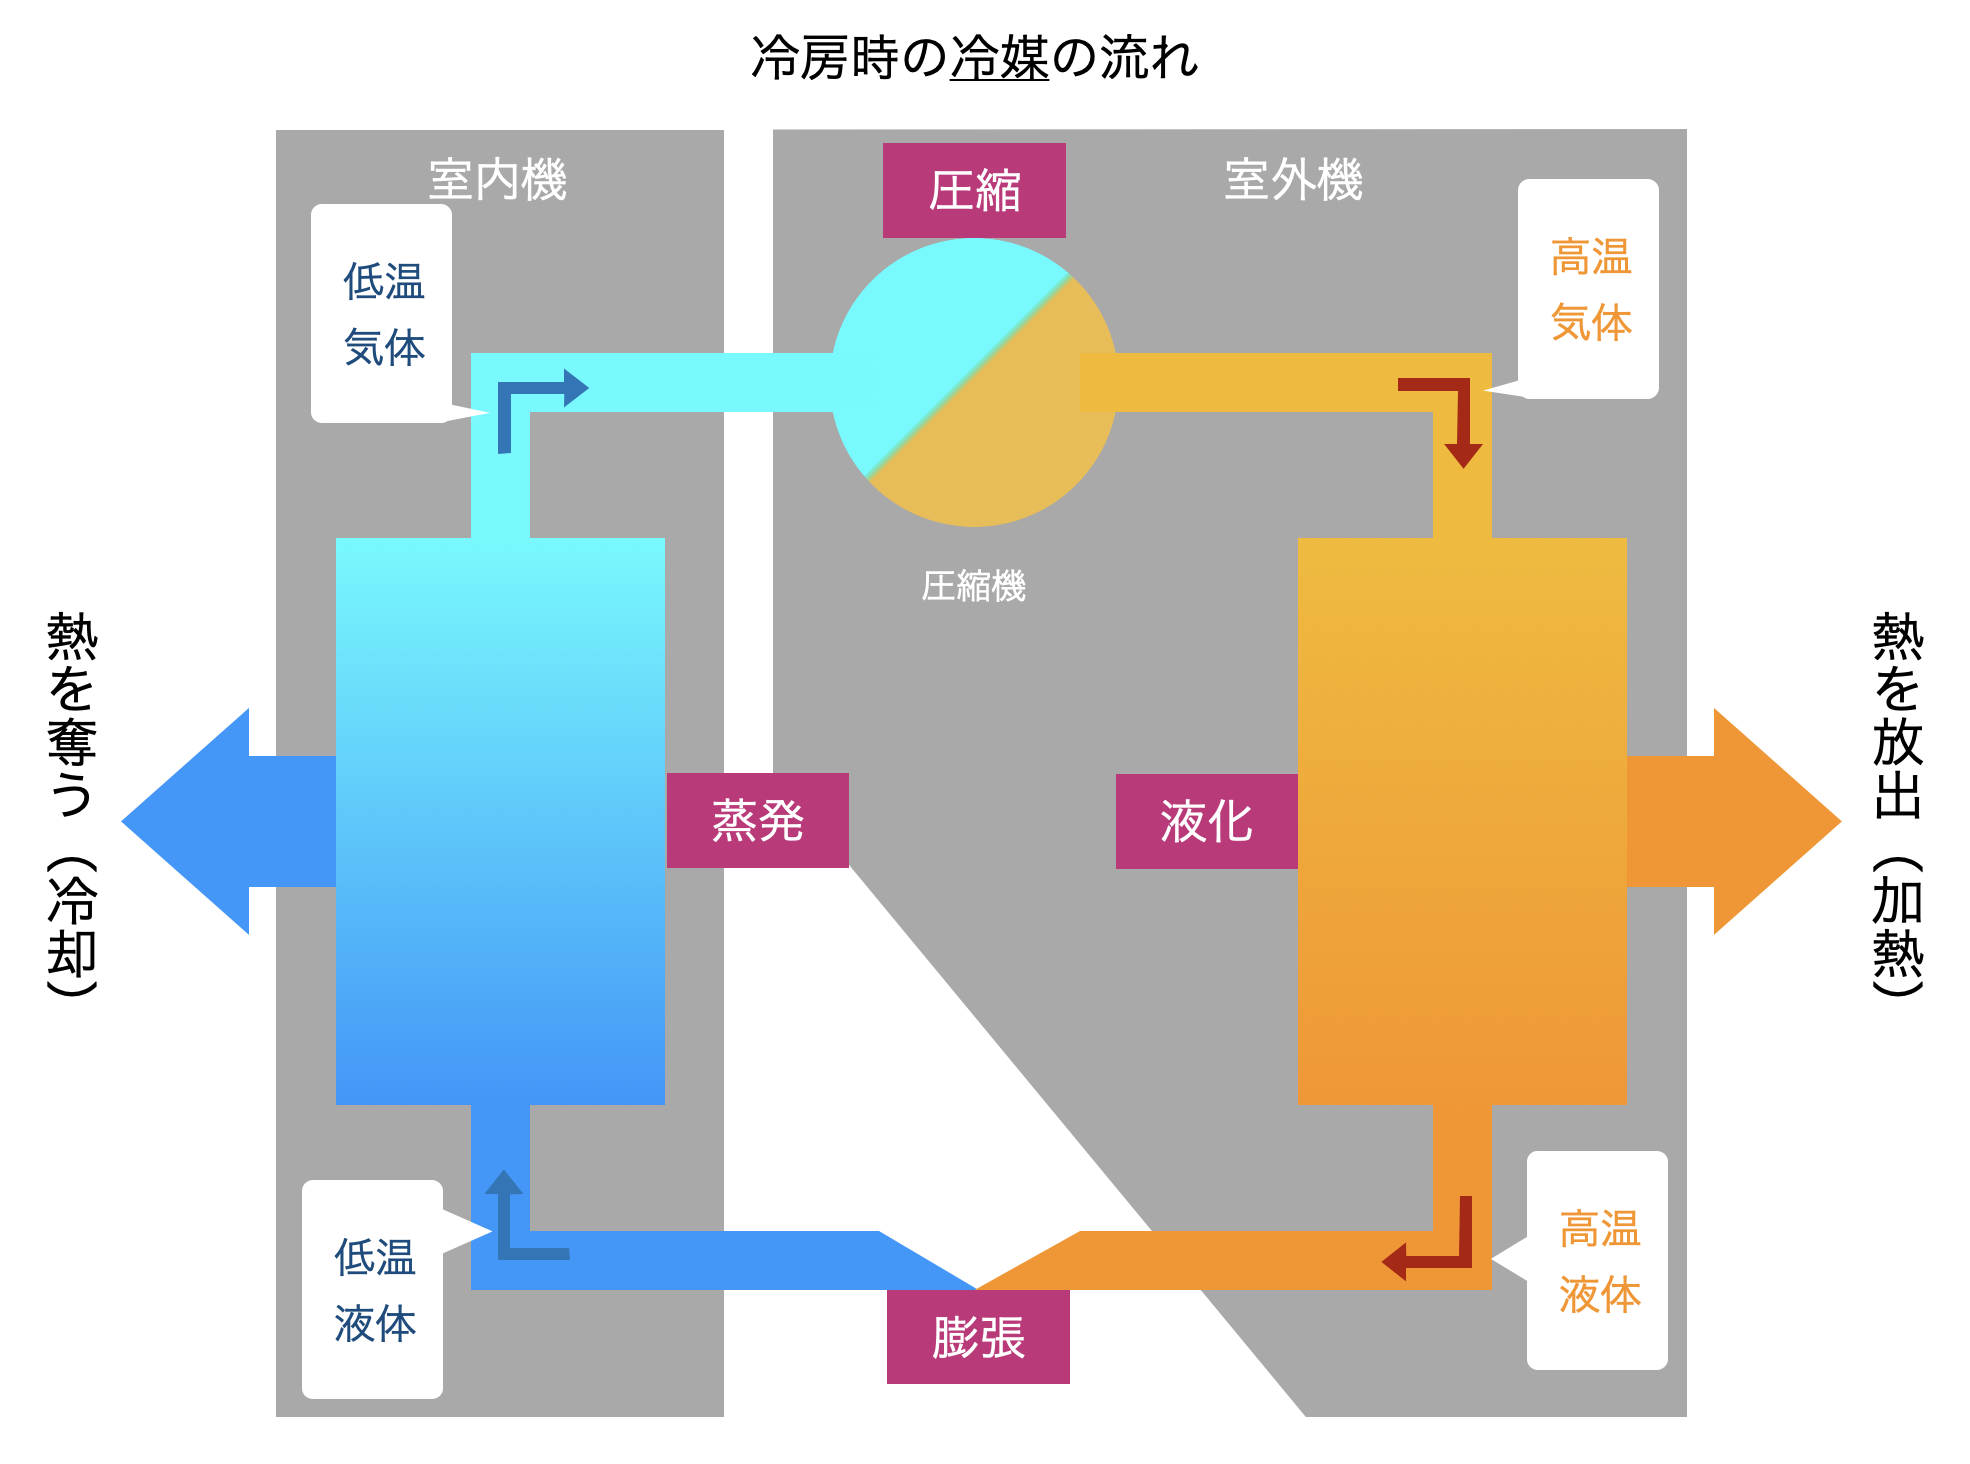 冷房時の冷媒の流れ
室内機
圧縮
室外機
低温
気体
高温
気体
圧縮機
熱を奪う（冷却）
蒸発
液化
熱を放出（加熱）
低温
液体
高温
液体
膨張